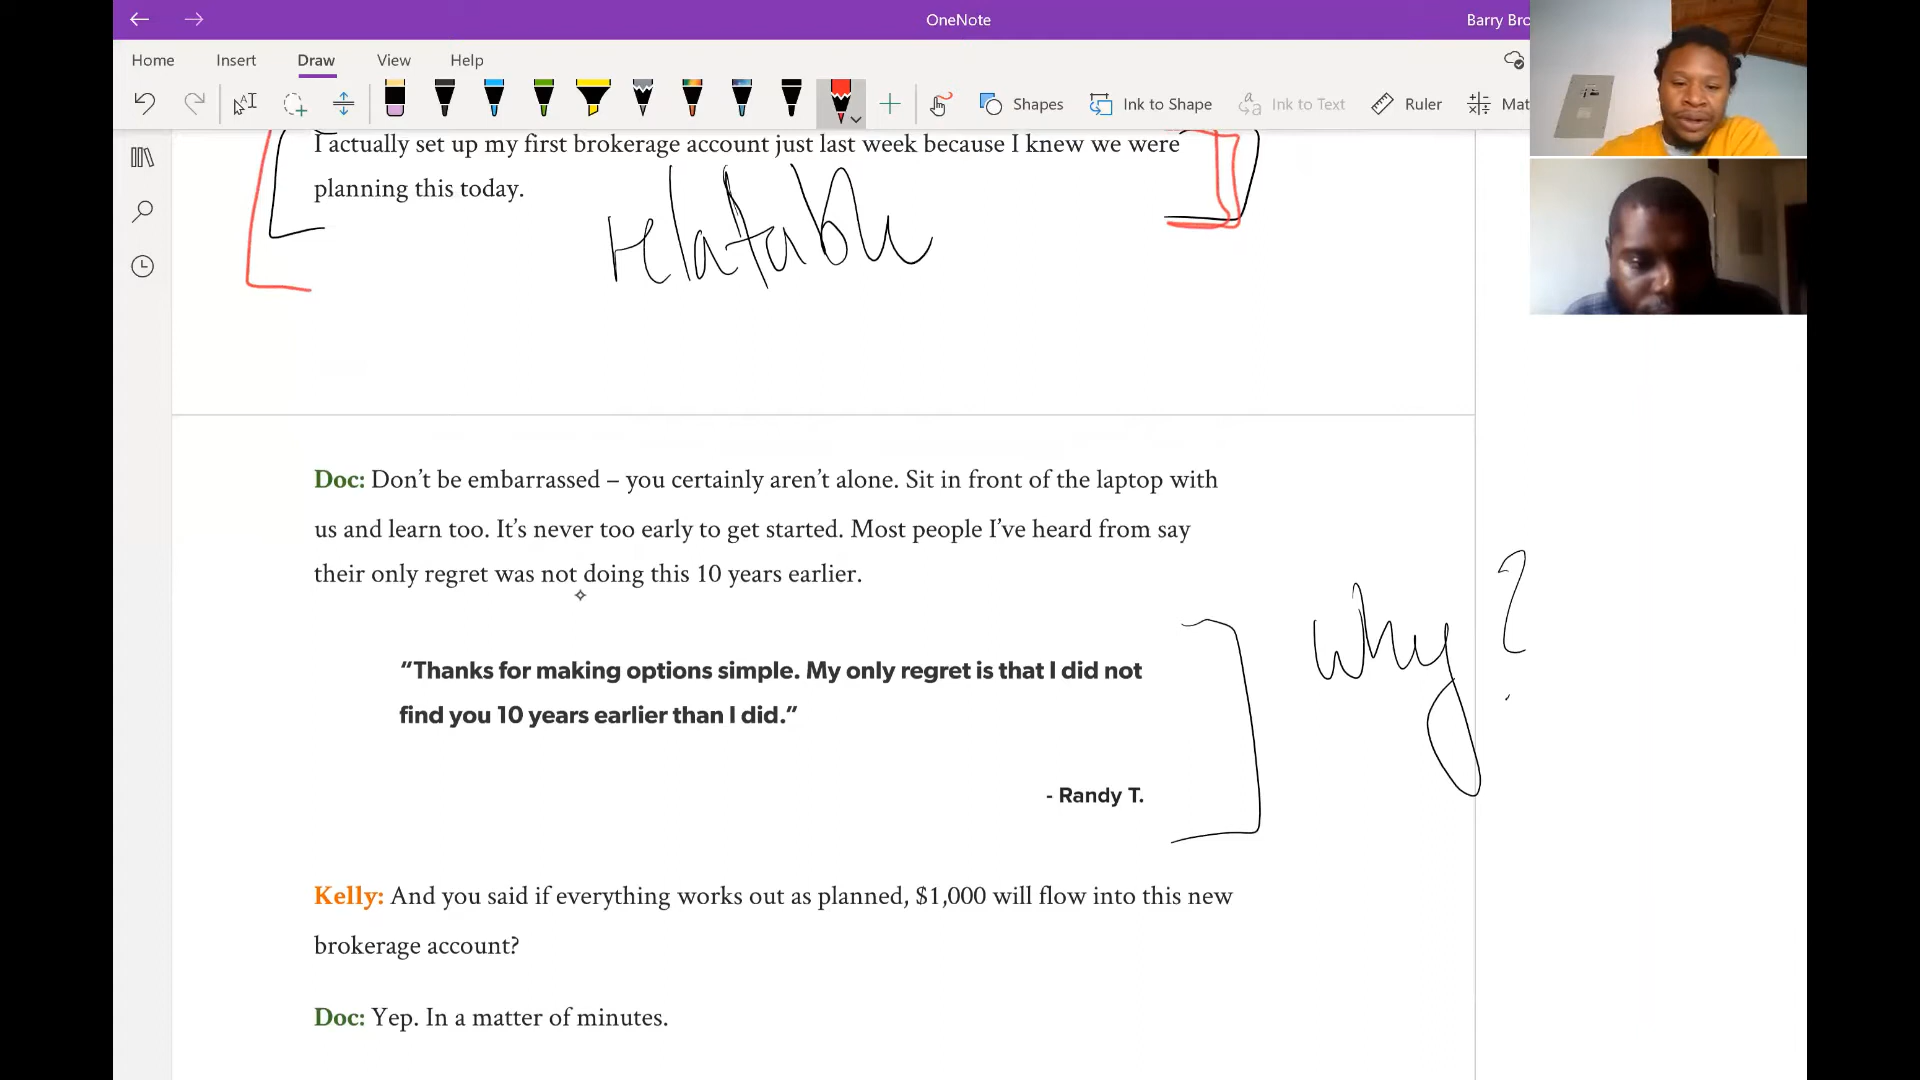 OneNote
Barry Bro
Home Insert Draw View Help
Shapes Ink to Shape Ink to Text Ruler Mat
I actually set up my first brokerage account just last week because I knew we were
planning this today.
relatable
Doc: Don’t be embarrassed – you certainly aren’t alone. Sit in front of the laptop with
us and learn too. It’s never too early to get started. Most people I’ve heard from say
their only regret was not doing this 10 years earlier.
why?
“Thanks for making options simple. My only regret is that I did not
find you 10 years earlier than I did.”
- Randy T.
Kelly: And you said if everything works out as planned, $1,000 will flow into this new
brokerage account?
Doc: Yep. In a matter of minutes.